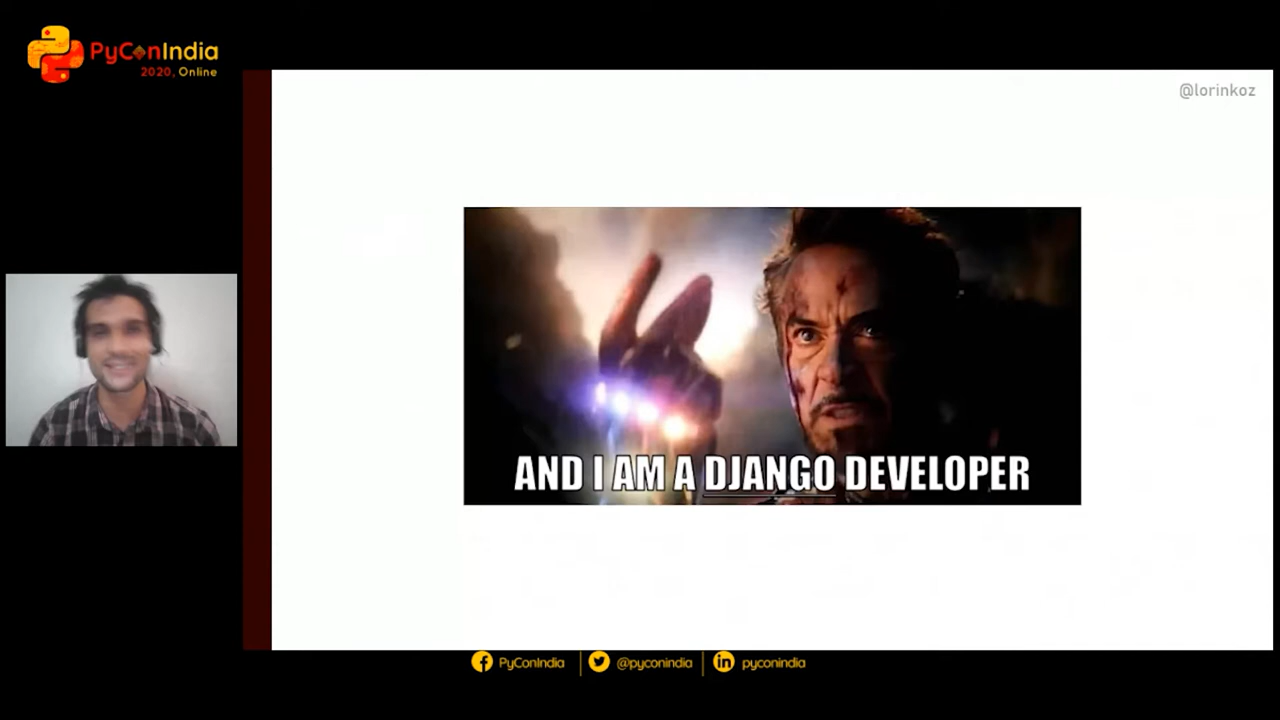 PyConIndia
2020, Online
@lorinkoz
AND I AM A DJANGO DEVELOPER
PyConIndia
@pyconindia
pyconindia